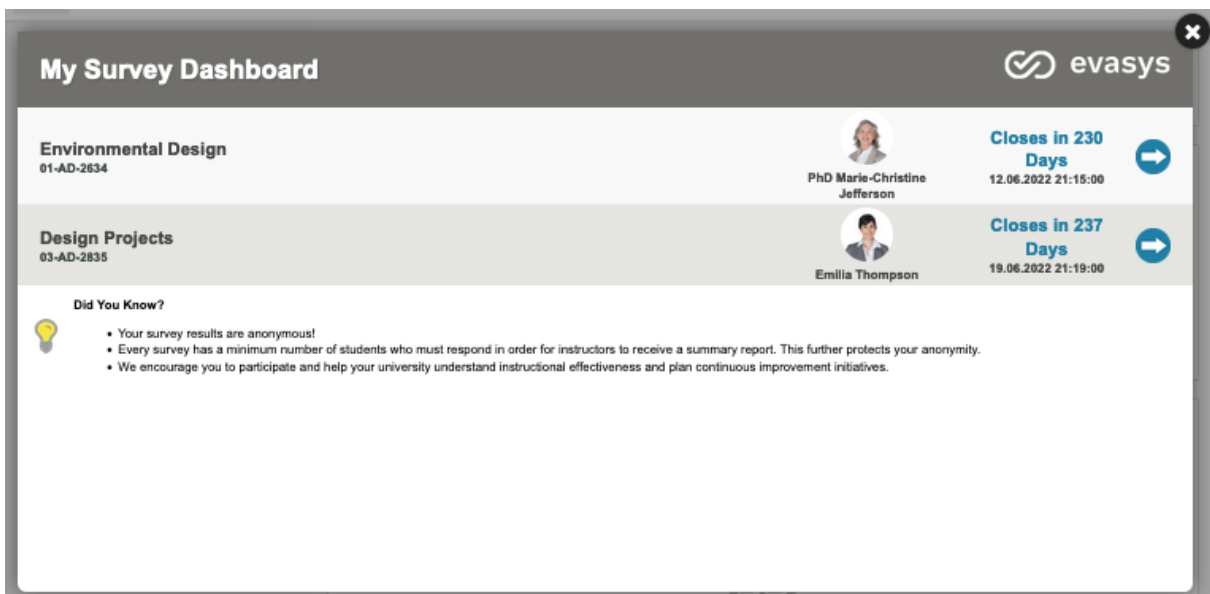 My Survey Dashboard
evasys
Environmental Design
01-AD-2634
PhD Marie-Christine
Jefferson
Closes in 230
Days
12.06.2022 21:15:00
Design Projects
03-AD-2835
Emilia Thompson
Closes in 237
Days
19.06.2022 21:19:00
Did You Know?
• Your survey results are anonymous!
• Every survey has a minimum number of students who must respond in order for instructors to receive a summary report. This further protects your anonymity.
• We encourage you to participate and help your university understand instructional effectiveness and plan continuous improvement initiatives.